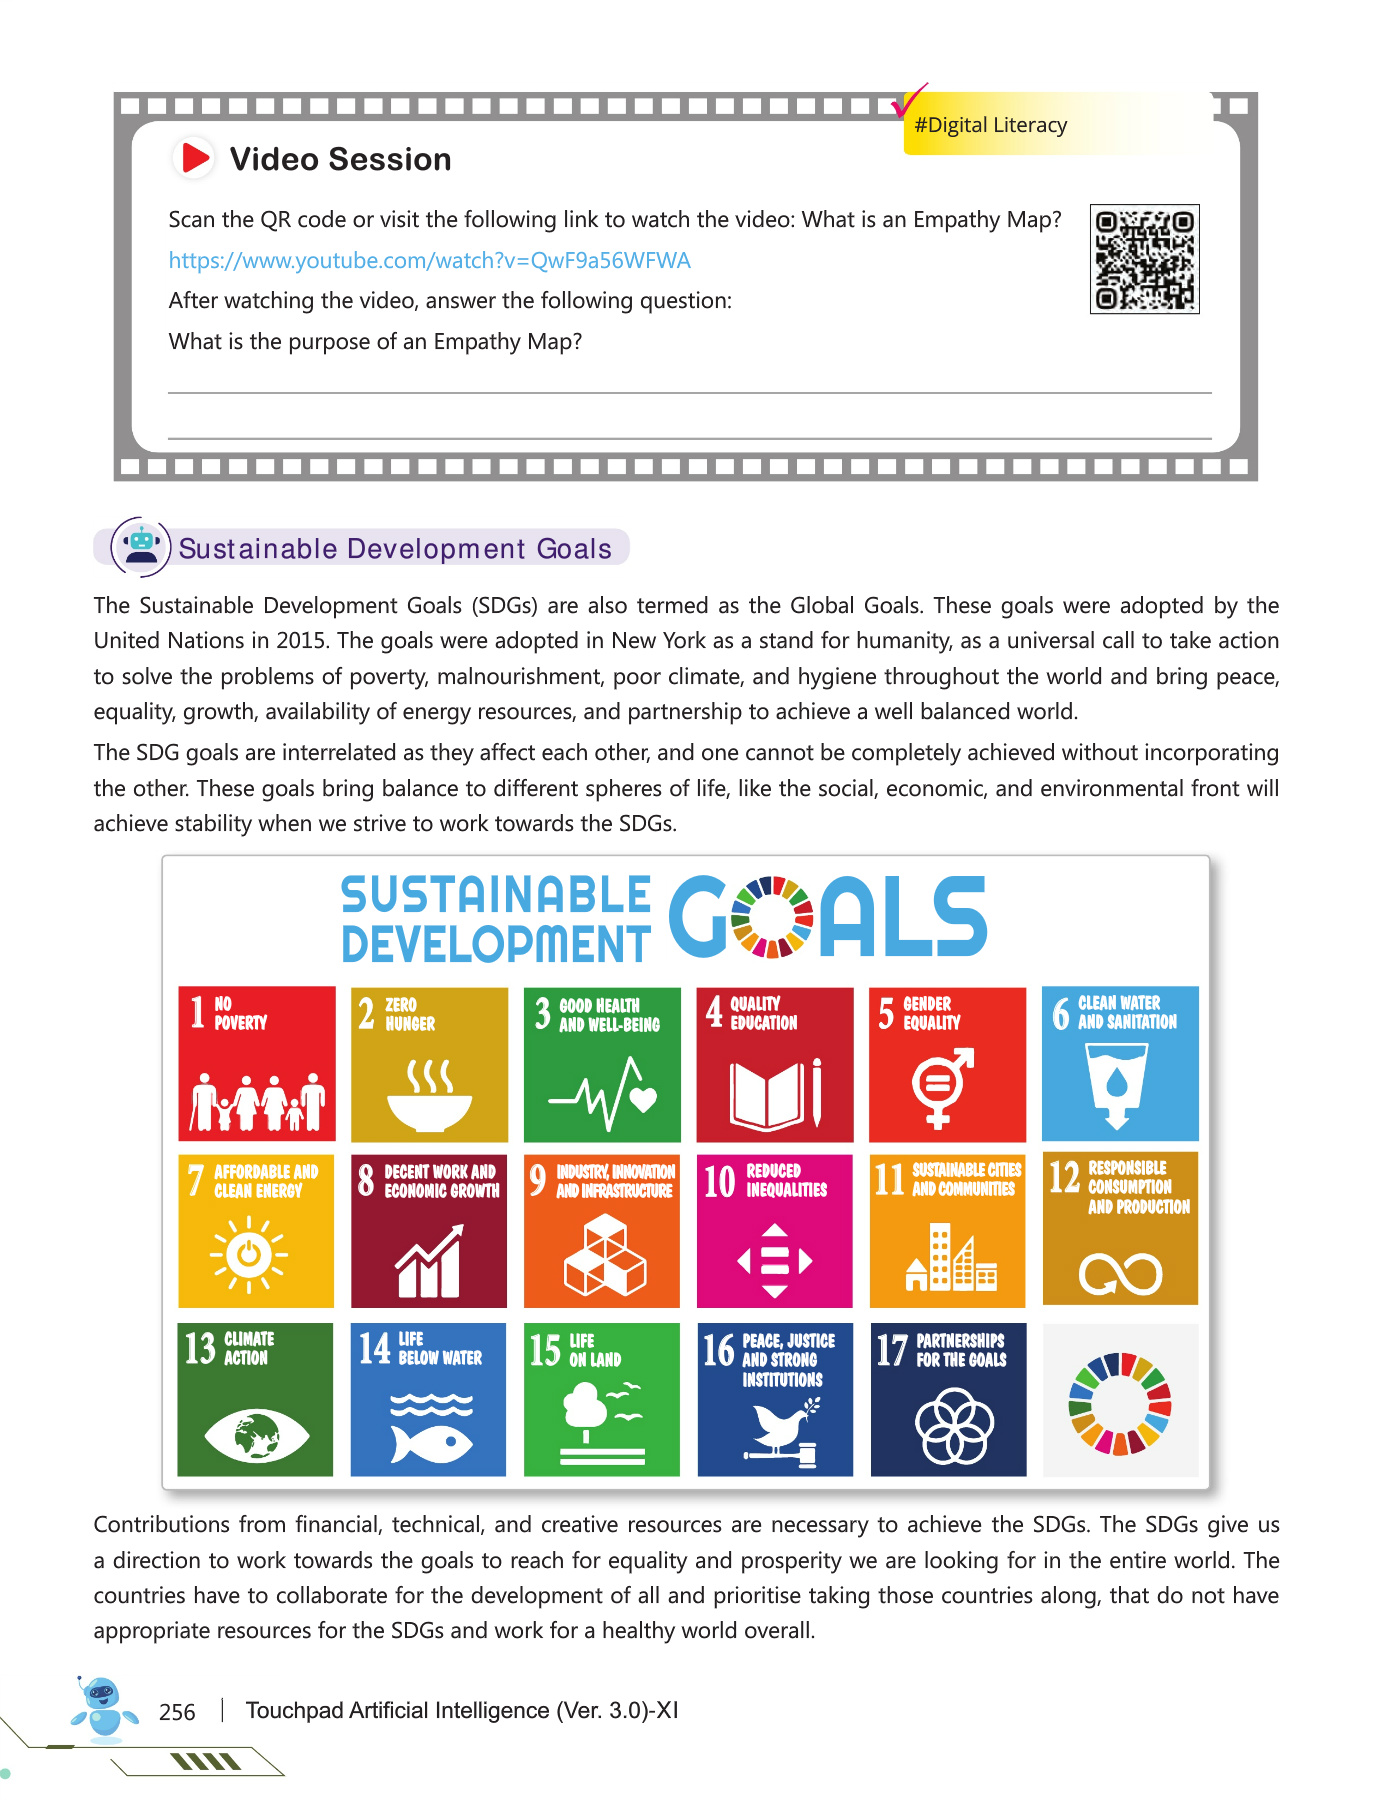 #Digital Literacy
Video Session
Scan the QR code or visit the following link to watch the video: What is an Empathy Map?
https://www.youtube.com/watch?v=QwF9a56WFWA
After watching the video, answer the following question:
What is the purpose of an Empathy Map?
Sustainable Development Goals
The Sustainable Development Goals (SDGs) are also termed as the Global Goals. These goals were adopted by the
United Nations in 2015. The goals were adopted in New York as a stand for humanity, as a universal call to take action
to solve the problems of poverty, malnourishment, poor climate, and hygiene throughout the world and bring peace,
equality, growth, availability of energy resources, and partnership to achieve a well balanced world.
The SDG goals are interrelated as they affect each other, and one cannot be completely achieved without incorporating
the other. These goals bring balance to different spheres of life, like the social, economic, and environmental front will
achieve stability when we strive to work towards the SDGs.
SUSTAINABLE
DEVELOPMENT
GOALS
1 NO
POVERTY
2 ZERO
HUNGER
3 GOOD HEALTH
AND WELL-BEING
4 QUALITY
EDUCATION
5 GENDER
EQUALITY
6 CLEAN WATER
AND SANITATION
7 AFFORDABLE AND
CLEAN ENERGY
8 DECENT WORK AND
ECONOMIC GROWTH
9 INDUSTRY, INNOVATION
AND INFRASTRUCTURE
10 REDUCED
INEQUALITIES
11 SUSTAINABLE CITIES
AND COMMUNITIES
12 RESPONSIBLE
CONSUMPTION
AND PRODUCTION
13 CLIMATE
ACTION
14 LIFE
BELOW WATER
15 LIFE
ON LAND
16 PEACE, JUSTICE
AND STRONG
INSTITUTIONS
17 PARTNERSHIPS
FOR THE GOALS
Contributions from financial, technical, and creative resources are necessary to achieve the SDGs. The SDGs give us
a direction to work towards the goals to reach for equality and prosperity we are looking for in the entire world. The
countries have to collaborate for the development of all and prioritise taking those countries along, that do not have
appropriate resources for the SDGs and work for a healthy world overall.
256 Touchpad Artificial Intelligence (Ver. 3.0)-XI